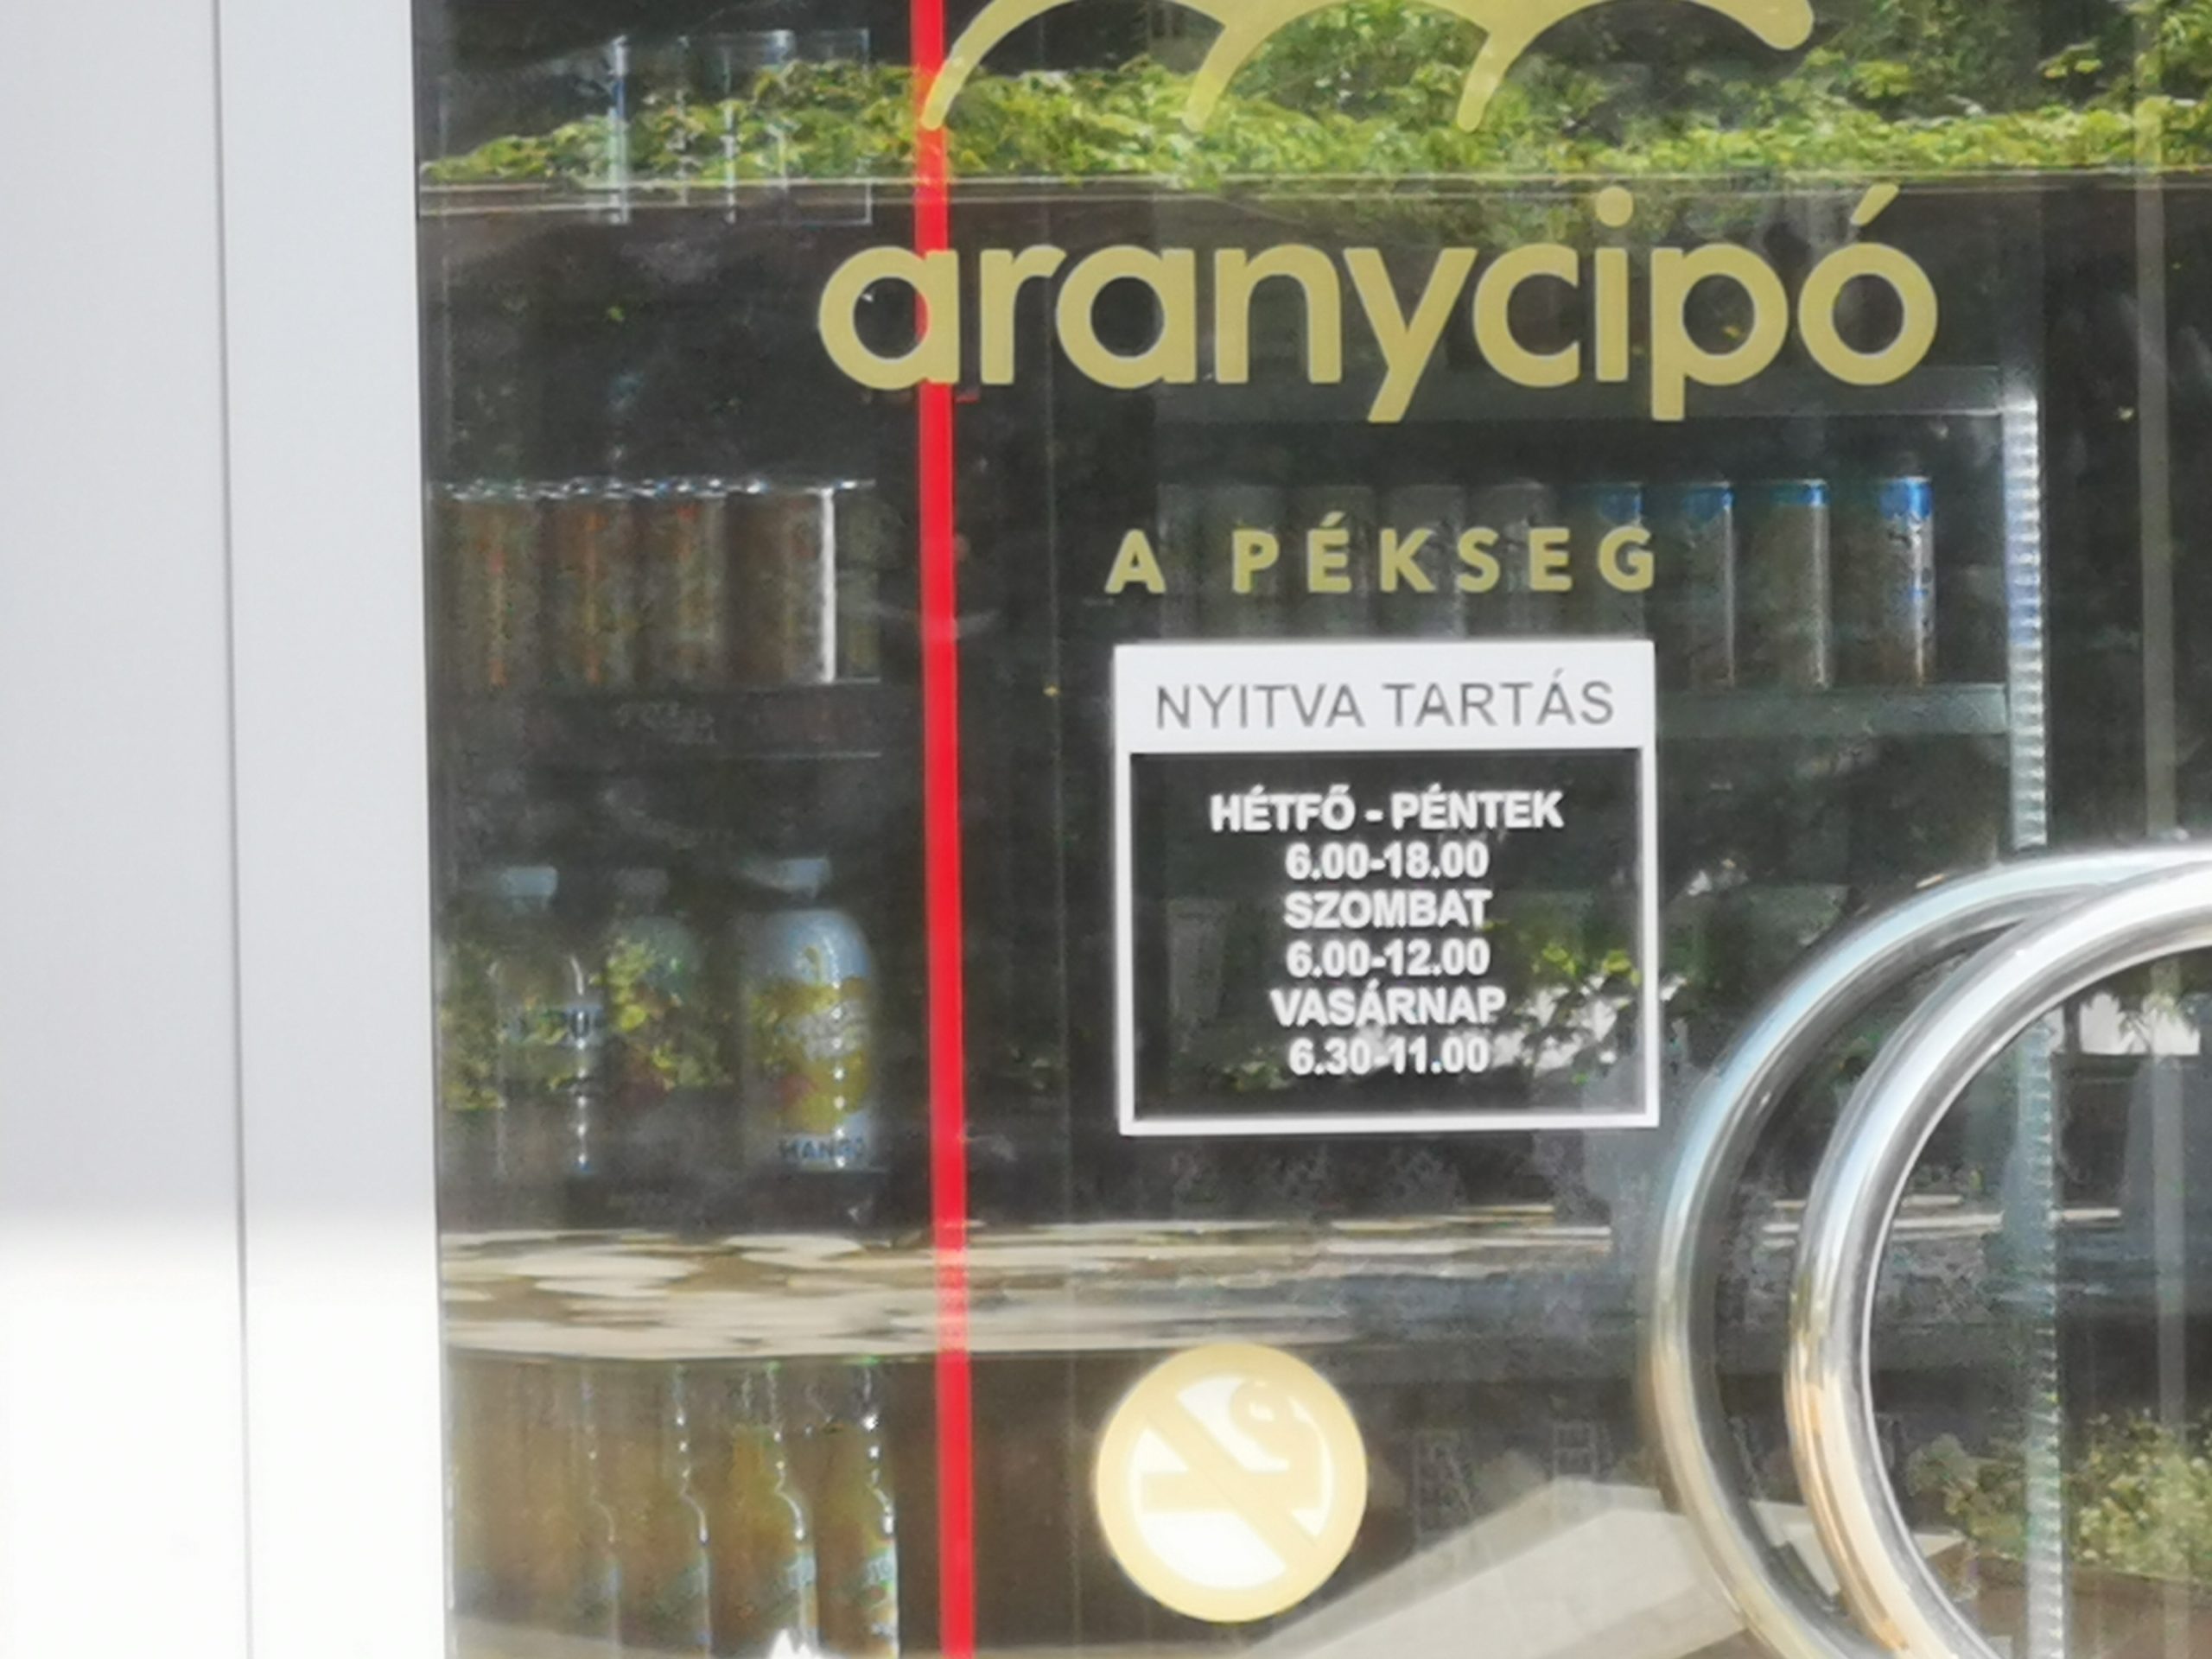 aranycipó
A PÉKSEG
NYITVA TARTÁS
HÉTFŐ - PÉNTEK
6.00-18.00
SZOMBAT
6.00-12.00
VASÁRNAP
6.30-11.00
MANGO